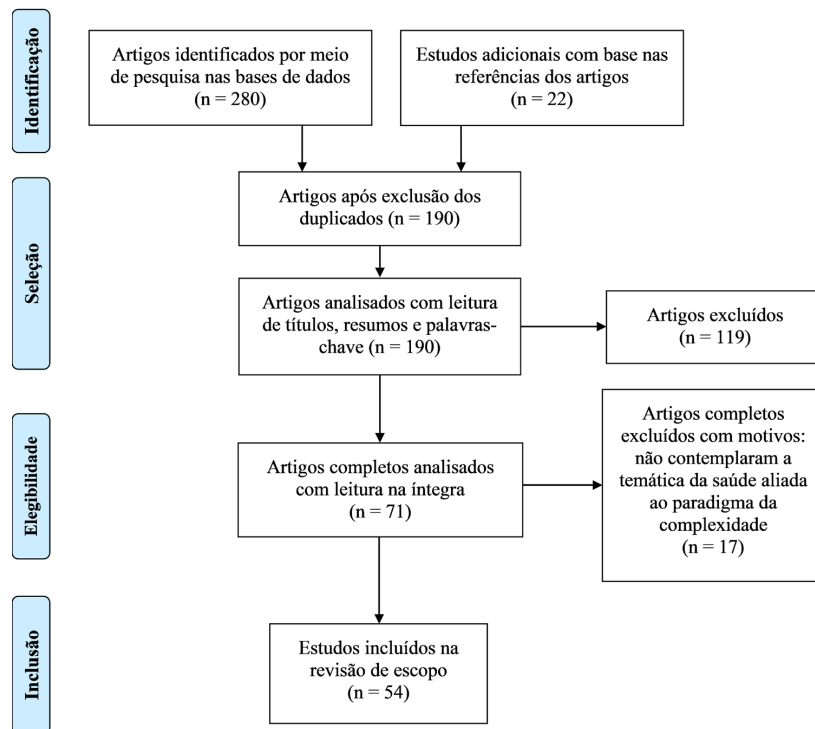 Identificação
Artigos identificados por meio
de pesquisa nas bases de dados
(n = 280)
Estudos adicionais com base nas
referências dos artigos
(n = 22)
Seleção
Artigos após exclusão dos
duplicados (n = 190)
Artigos analisados com leitura
de títulos, resumos e palavras-
chave (n = 190)
Artigos excluídos
(n = 119)
Elegibilidade
Artigos completos analisados
com leitura na íntegra
(n = 71)
Artigos completos
excluídos com motivos:
não contemplaram a
temática da saúde aliada
ao paradigma da
complexidade
(n = 17)
Inclusão
Estudos incluídos na
revisão de escopo
(n = 54)